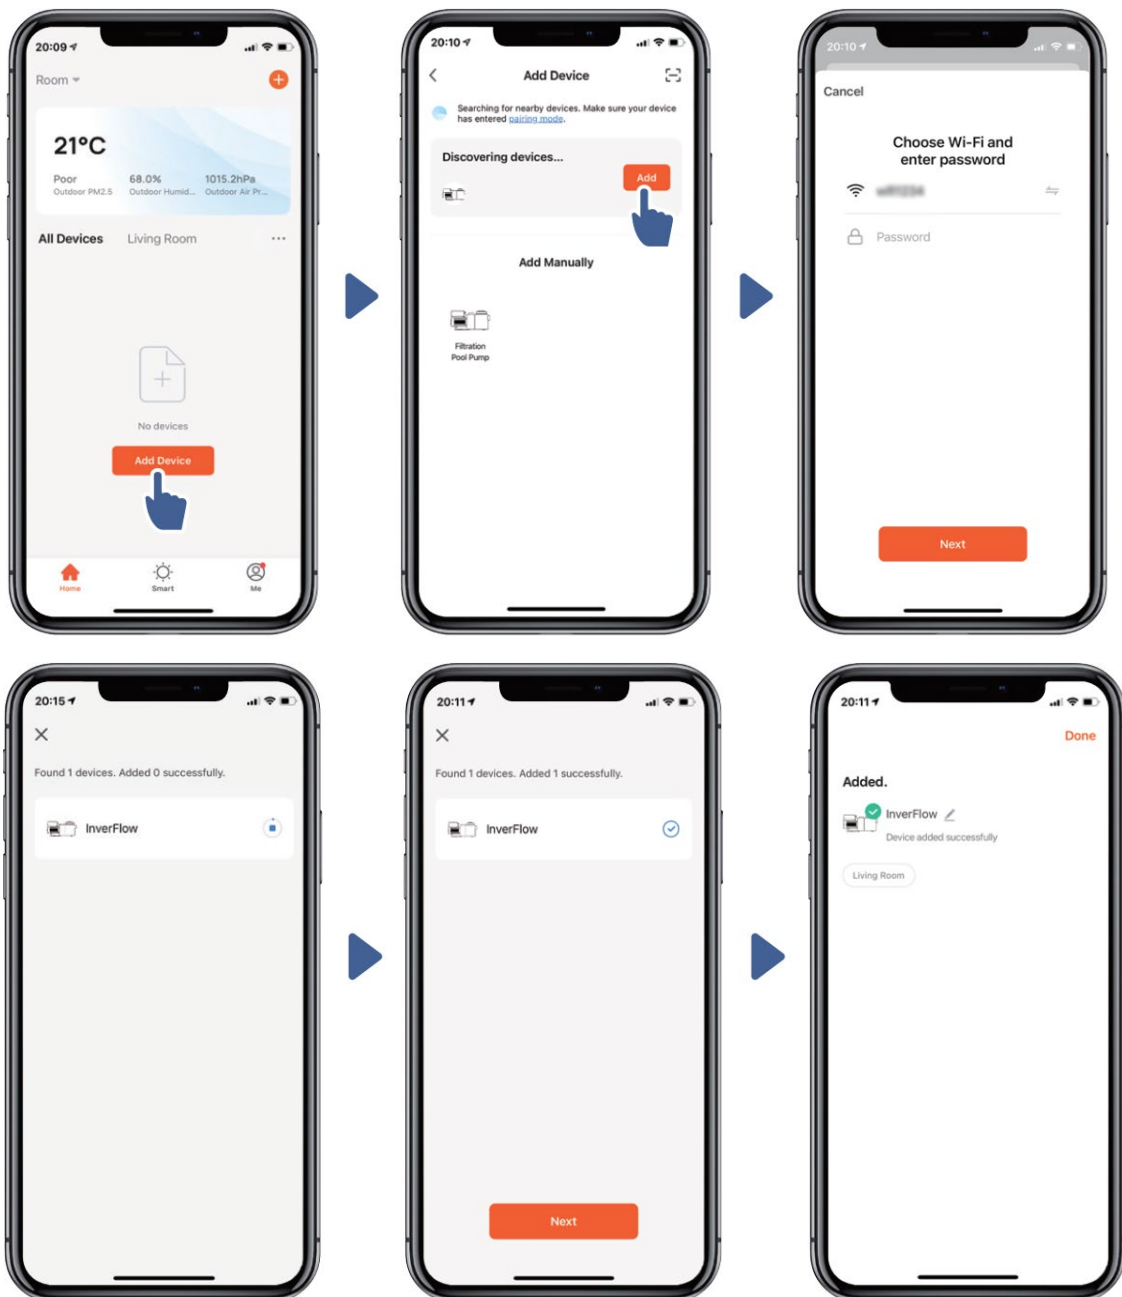 20:09
Room
21°C
Poor 68.0% 1015.2hPa
Outdoor PM2.5 Outdoor Humid... Outdoor Air Pr...
All Devices Living Room ...
No devices
Add Device
Home Smart Me
20:10
Add Device
Searching for nearby devices. Make sure your device
has entered pairing mode.
Discovering devices...
Add
Add Manually
Filtration
Pool Pump
20:10
Cancel
Choose Wi-Fi and
enter password
Password
Next
20:15
Found 1 devices. Added 0 successfully.
InverFlow
20:11
Found 1 devices. Added 1 successfully.
InverFlow
Next
20:11
Done
Added.
InverFlow
Device added successfully
Living Room